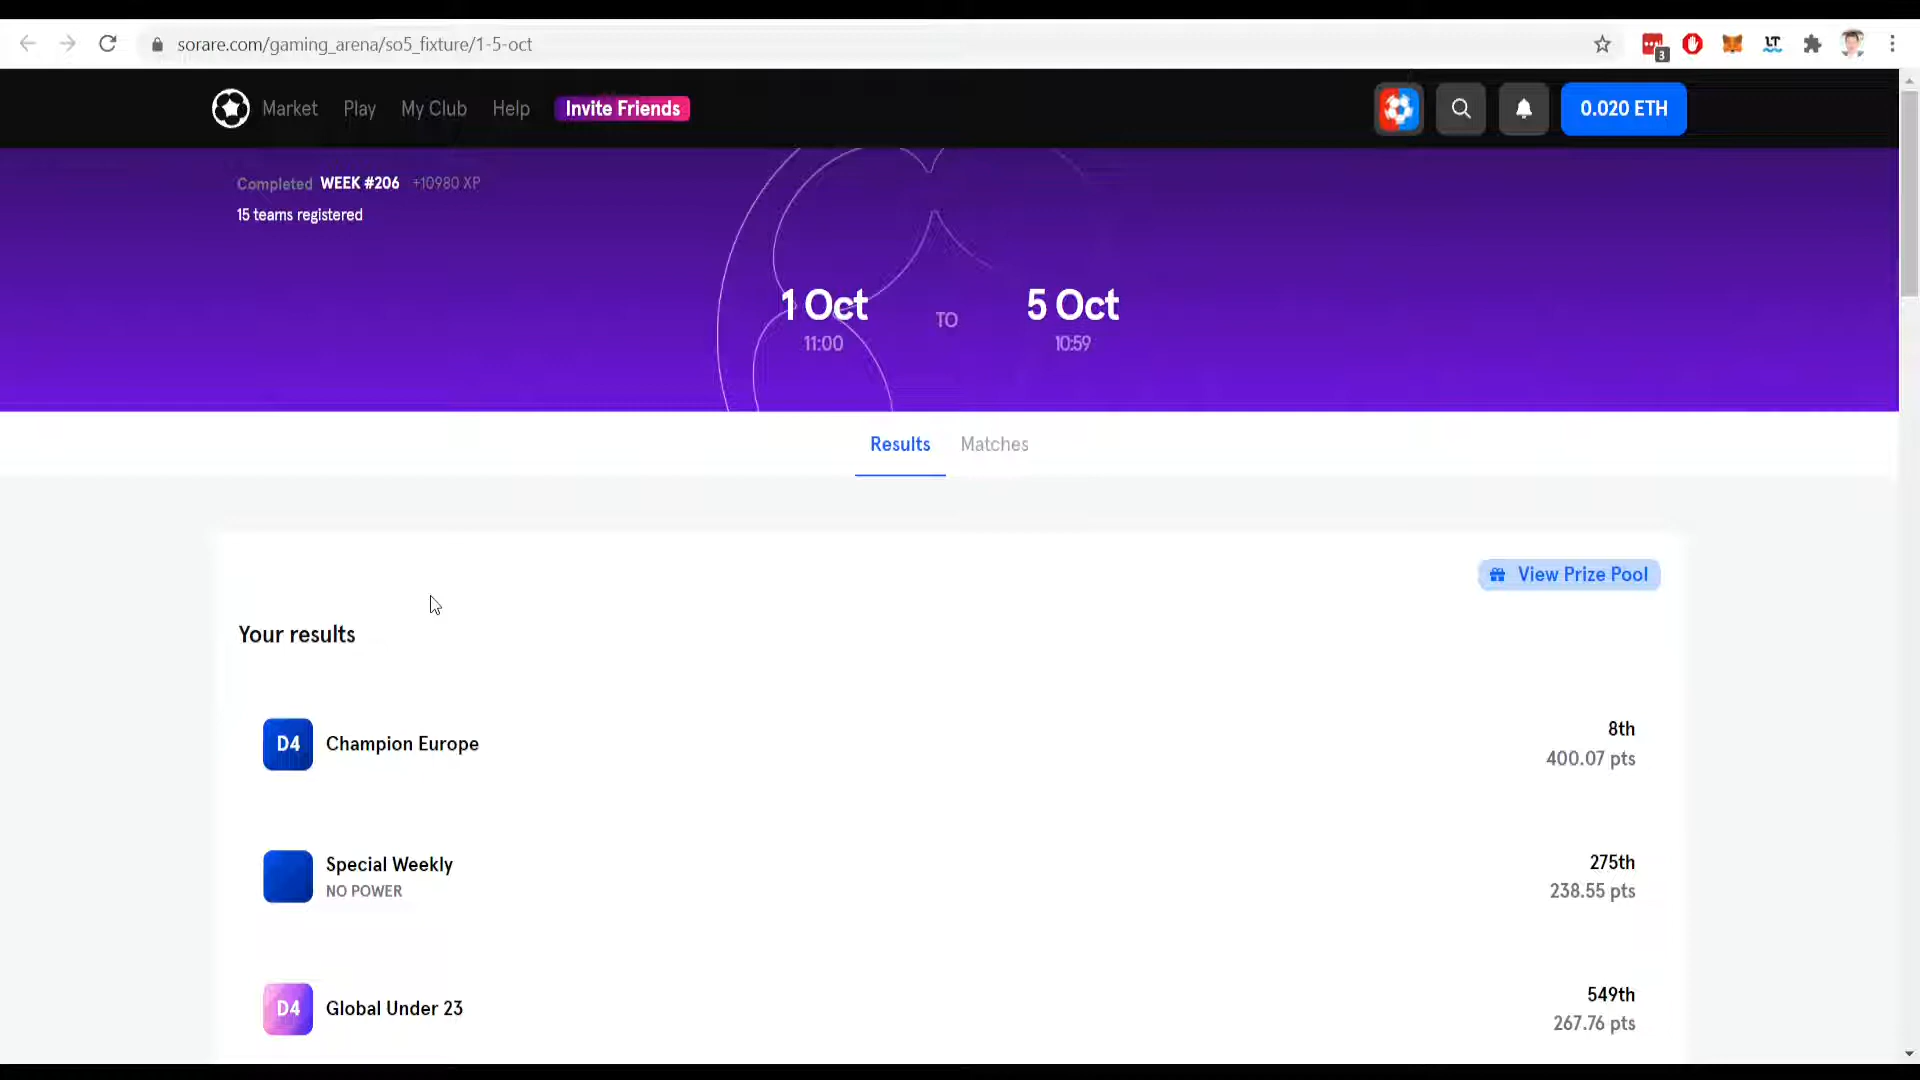 sorare.com/gaming_arena/so5_fixture/1-5-oct
3
LT
Market Play My Club Help Invite Friends
0.020 ETH
Completed WEEK #206 +10980 XP
15 teams registered
1 Oct TO 5 Oct
11:00 10:59
Results Matches
View Prize Pool
Your results
D4 Champion Europe 8th
400.07 pts
Special Weekly 275th
NO POWER 238.55 pts
D4 Global Under 23 549th
267.76 pts